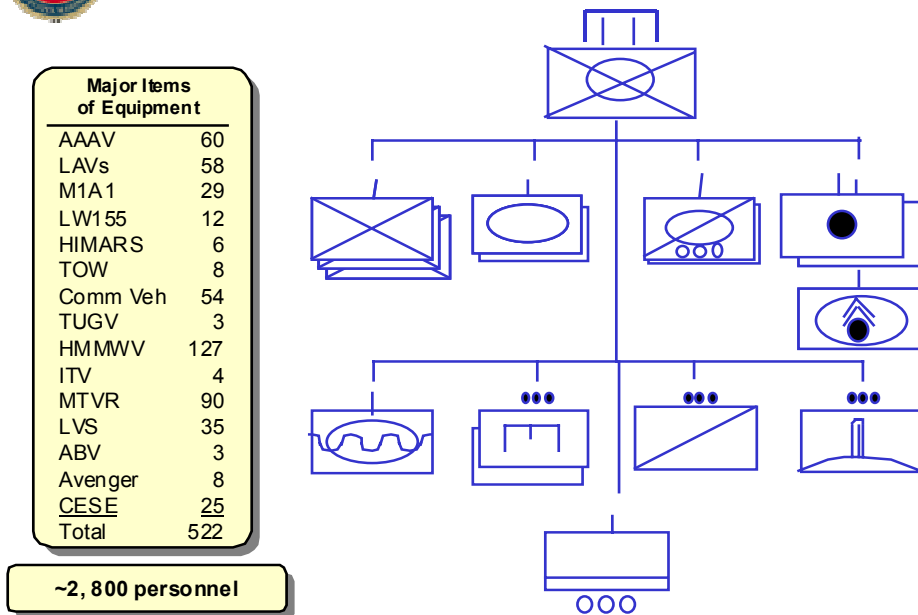 Major Items
of Equipment
AAAV 60
LAVs 58
M1A1 29
LW155 12
HIMARS 6
TOW 8
Comm Veh 54
TUGV 3
HMMWV 127
ITV 4
MTVR 90
LVS 35
ABV 3
Avenger 8
CESE 25
Total 522
~2, 800 personnel